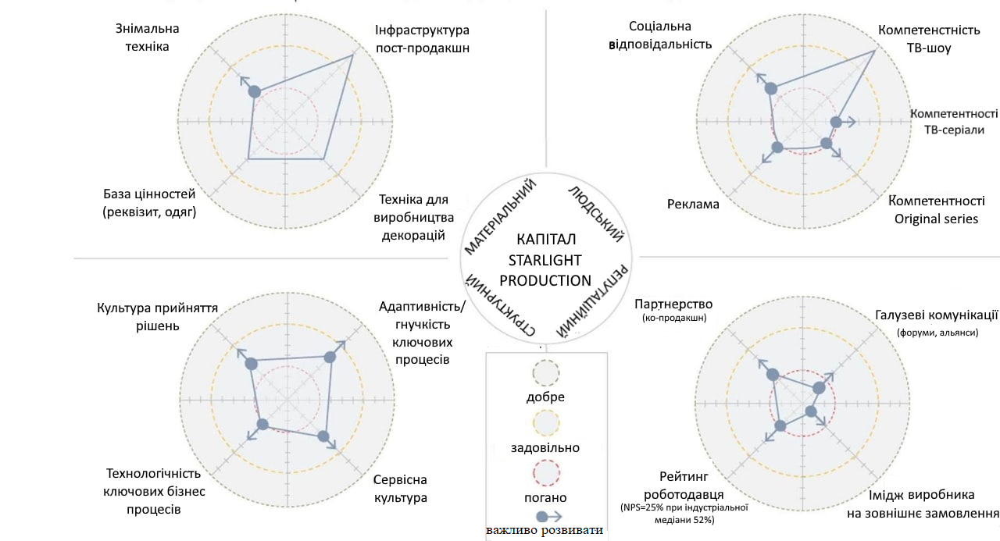 Знімальна
техніка
Інфраструктура
пост-продакшн
База цінностей
(реквізит, одяг)
Техніка для
виробництва
декорацій
Соціальна
відповідальність
Компетенстність
ТВ-шоу
Компетентності
ТВ-серіали
Реклама
Компетентності
Original series
МАТЕРІАЛЬНИЙ
ЛЮДСЬКИЙ
КАПІТАЛ
STARLIGHT
PRODUCTION
СТРУКТУРНИЙ
РЕПУТАЦІЙНИЙ
Культура прийняття
рішень
Адаптивність/
гнучкість
ключових
процесів
Технологічність
ключових бізнес
процесів
Сервісна
культура
Партнерство
(ко-продакшн)
Галузеві комунікації
(форуми, альянси)
Рейтинг
роботодавця
(NPS=25% при індустріальної
медіани 52%)
Імідж виробника
на зовнішнє замовлення
добре
задовільно
погано
важливо розвивати